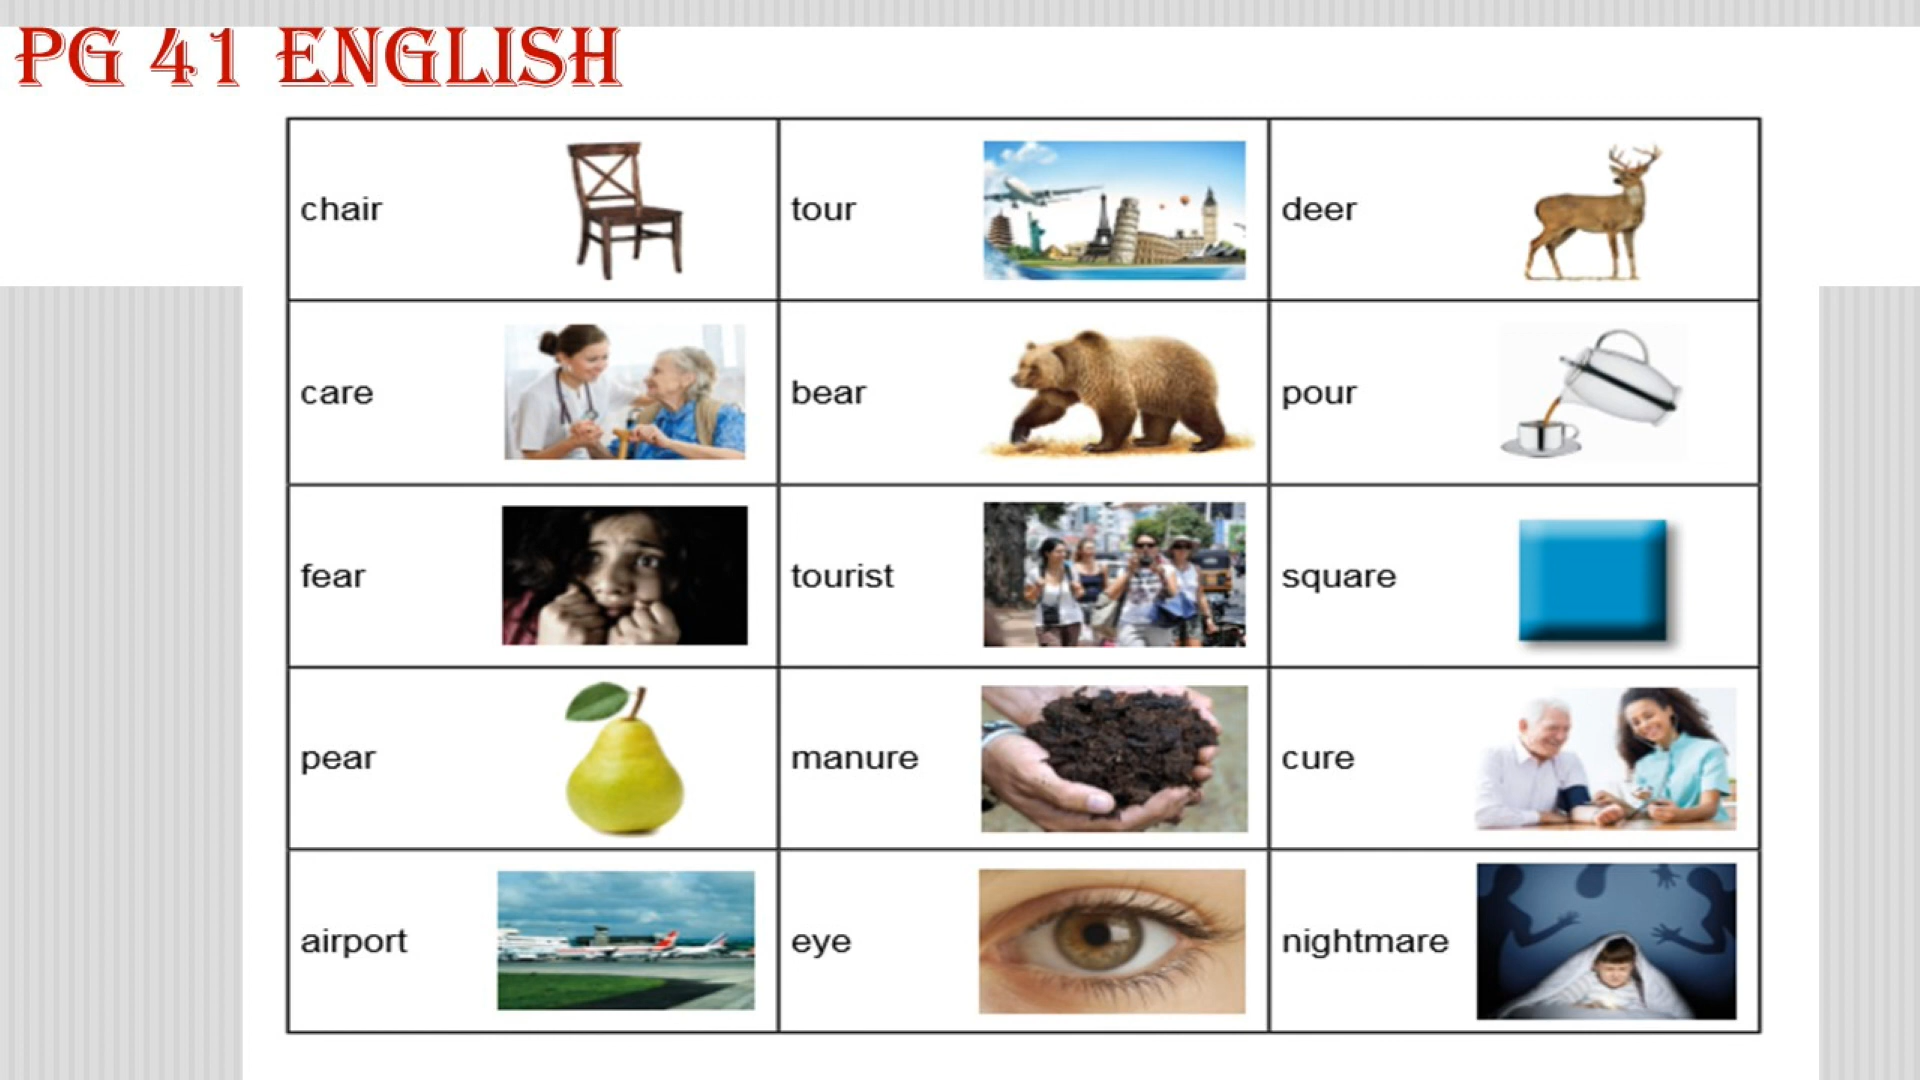 PG 41 ENGLISH
chair
tour
deer
care
bear
pour
fear
tourist
square
pear
manure
cure
airport
eye
nightmare